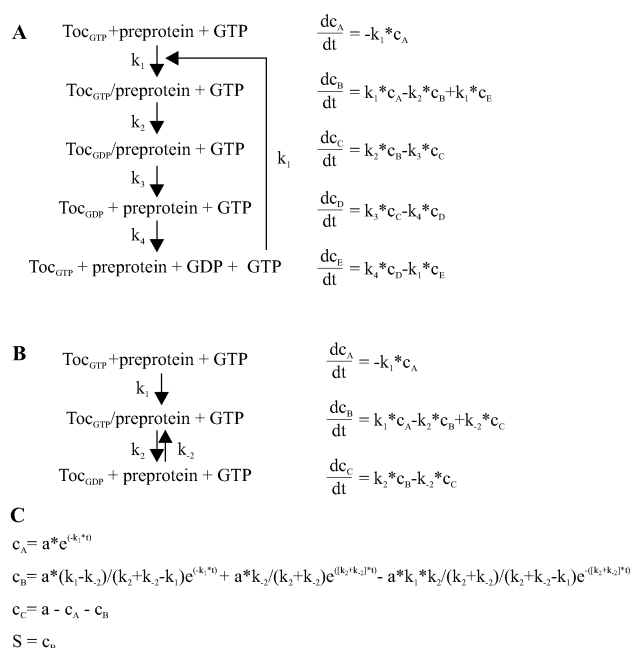 A
Toc_GTP +preprotein + GTP
k₁
Toc_GTP/preprotein + GTP
k₂
Toc_GDP/preprotein + GTP
k₃
Toc_GDP + preprotein + GTP
k₄
Toc_GTP + preprotein + GDP + GTP
k₁
dc_A/dt = -k₁*c_A
dc_B/dt = k₁*c_A-k₂*c_B+k₁*c_E
dc_C/dt = k₂*c_B-k₃*c_C
dc_D/dt = k₃*c_C-k₄*c_D
dc_E/dt = k₄*c_D-k₁*c_E
B
Toc_GTP +preprotein + GTP
k₁
Toc_GTP/preprotein + GTP
k₂ k₋₂
Toc_GDP + preprotein + GTP
dc_A/dt = -k₁*c_A
dc_B/dt = k₁*c_A-k₂*c_B+k₋₂*c_C
dc_C/dt = k₂*c_B-k₋₂*c_C
C
c_A= a*e^(-k₁*t)
c_B= a*(k₁-k₋₂)/(k₂+k₋₂-k₁)e^(-k₁*t) + a*k₋₂/(k₂+k₋₂)e^([k₂+k₋₂]*t)- a*k₁*k₂/(k₂+k₋₂)/(k₂+k₋₂-k₁)e^-([k₂+k₋₂]*t)
c_C= a - c_A - c_B
S = c_B